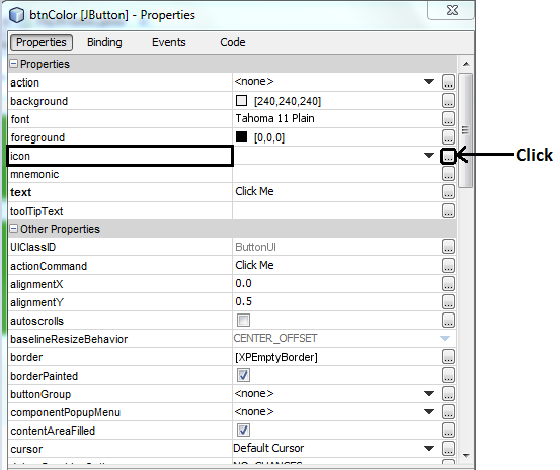 btnColor [JButton] - Properties
Properties Binding Events Code
Properties
action <none> ...
background [240,240,240] ...
font Tahoma 11 Plain ...
foreground [0,0,0] ...
icon ... Click
mnemonic ...
text Click Me ...
toolTipText ...
Other Properties
UIClassID ButtonUI ...
actionCommand Click Me ...
alignmentX 0.0 ...
alignmentY 0.5 ...
autoscrolls ...
baselineResizeBehavior CENTER_OFFSET
border [XPEmptyBorder] ...
borderPainted ...
buttonGroup <none> ...
componentPopupMenu <none> ...
contentAreaFilled ...
cursor Default Cursor ...